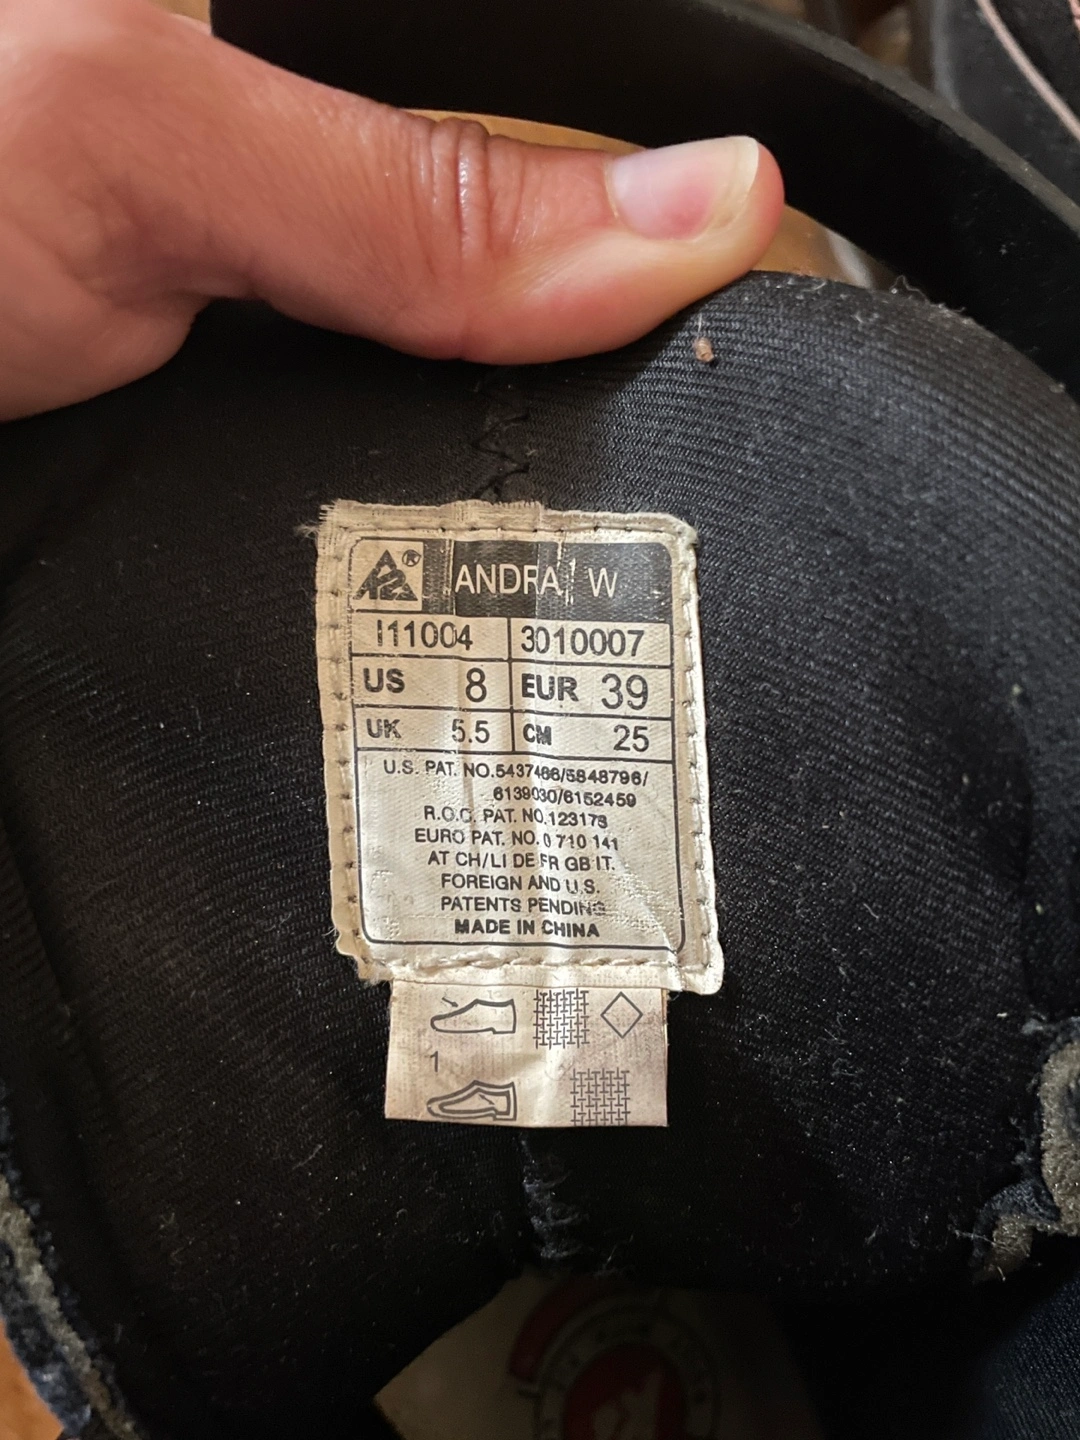 ® ANDRA W
I11004 3010007
US 8 EUR 39
UK 5.5 CM 25
U.S. PAT. NO.5437466/5848796/
6139030/6152459
R.O.C. PAT. NO.123173
EURO PAT. NO. 0 710 141
AT CH/LI DE FR GB IT.
FOREIGN AND U.S.
PATENTS PENDING
MADE IN CHINA
1